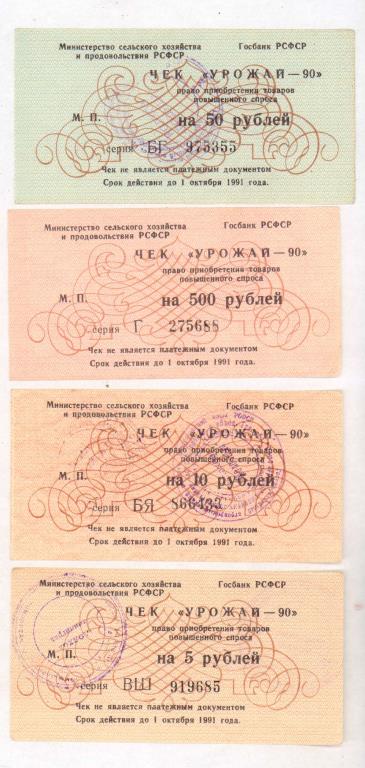 Министерство сельского хозяйства
и продовольствия РСФСР
Госбанк РСФСР
ЧЕК «УРОЖАЙ—90»
право приобретения товаров
повышенного спроса
М. П.
на 50 рублей
серия БГ 975355
Чек не является платежным документом
Срок действия до 1 октября 1991 года.
Министерство сельского хозяйства
и продовольствия РСФСР
Госбанк РСФСР
ЧЕК «УРОЖАЙ—90»
право приобретения товаров
повышенного спроса
М. П.
на 500 рублей
серия Г 275688
Чек не является платежным документом
Срок действия до 1 октября 1991 года.
Министерство сельского хозяйства
и продовольствия РСФСР
Госбанк РСФСР
ЧЕК «УРОЖАЙ—90»
право приобретения товаров
повышенного спроса
М. П.
на 10 рублей
серия БЯ
Чек не является платежным документом
Срок действия до 1 октября 1991 г.
Министерство сельского хозяйства
и продовольствия РСФСР
Госбанк РСФСР
ЧЕК «УРОЖАЙ—90»
право приобретения товаров
повышенного спроса
М. П.
на 5 рублей
серия ВШ 919685
Чек не является платежным документом
Срок действия до 1 октября 1991 года.